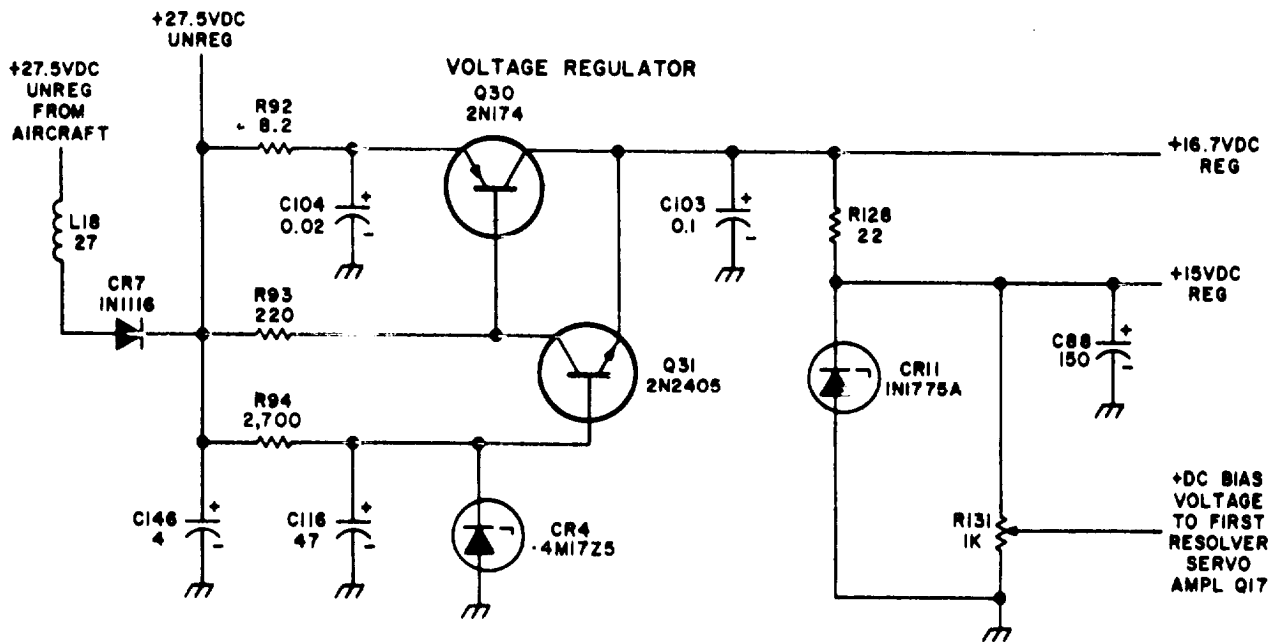 +27.5VDC
UNREG
+27.5VDC
UNREG
FROM
AIRCRAFT
VOLTAGE REGULATOR
Q30
2N174
R92
8.2
+16.7VDC
REG
C104
0.02
+
-
C103
0.1
+
-
R128
22
L18
27
CR7
1N1116
R93
220
+15VDC
REG
Q31
2N2405
CR11
1N1775A
C88
150
+
-
R94
2,700
C146
4
+
-
C116
47
+
-
CR4
.4M17Z5
R131
1K
+DC BIAS
VOLTAGE
TO FIRST
RESOLVER
SERVO
AMPL Q17